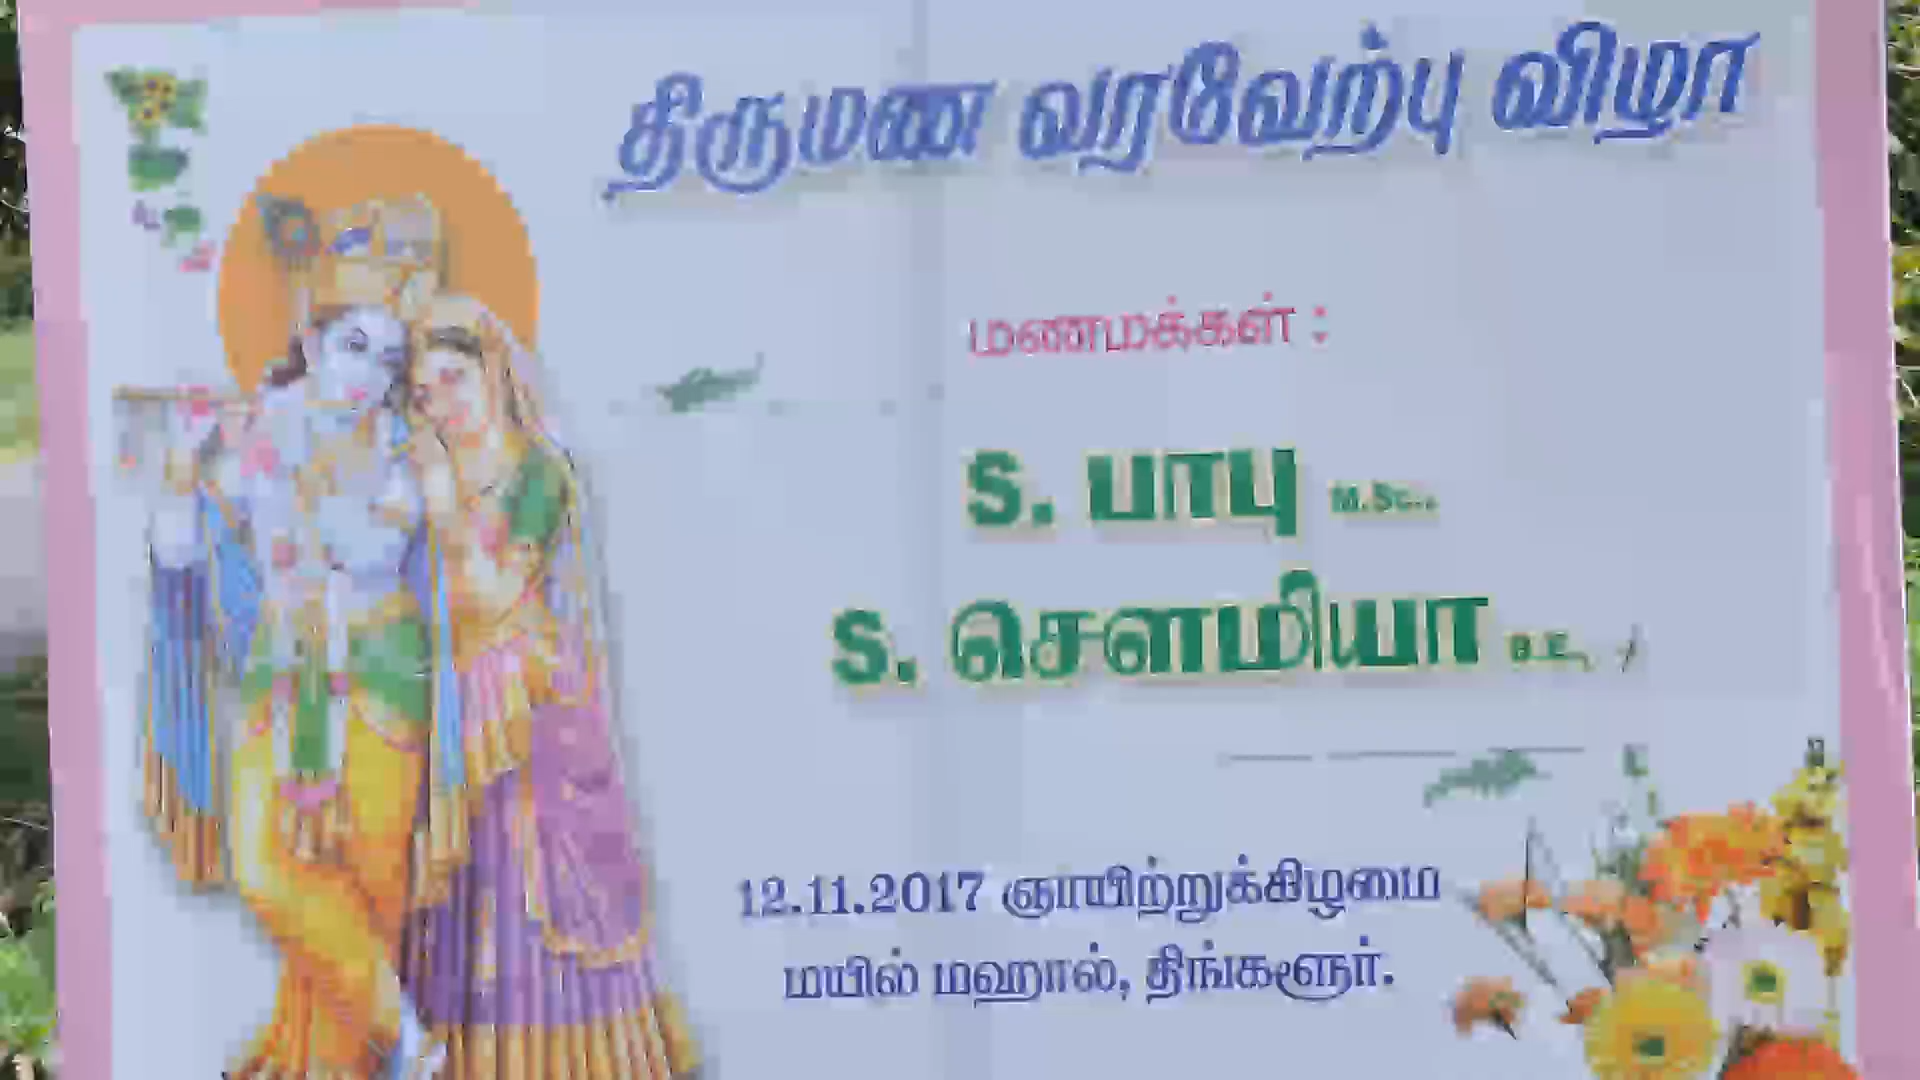 திருமண வரவேற்பு விழா
மணமக்கள் :
S. பாபு M.Sc.,
S. சௌமியா B.E.,
12.11.2017 ஞாயிற்றுக்கிழமை
மயில் மஹால், திங்களூர்.